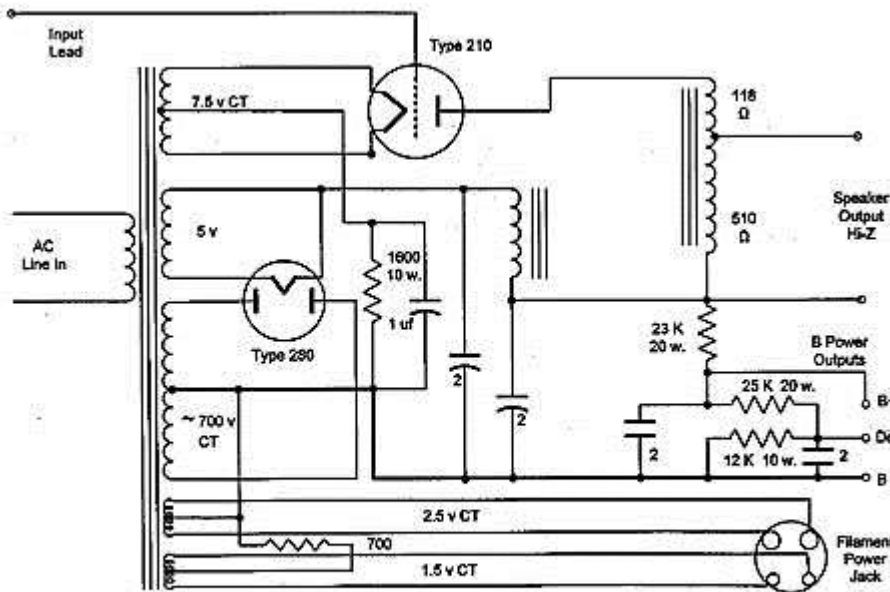 Input
Lead
Type 210
7.5 v CT
118
Ω
AC
Line In
5 v
1600
10 w.
1 uf
510
Ω
Speaker
Output
Hi-Z
Type 280
23 K
20 w.
B Power
Outputs
~ 700 v
CT
2
2
25 K 20 w.
B
2
12 K 10 w.
2
De
B
2.5 v CT
700
1.5 v CT
Filament
Power
Jack